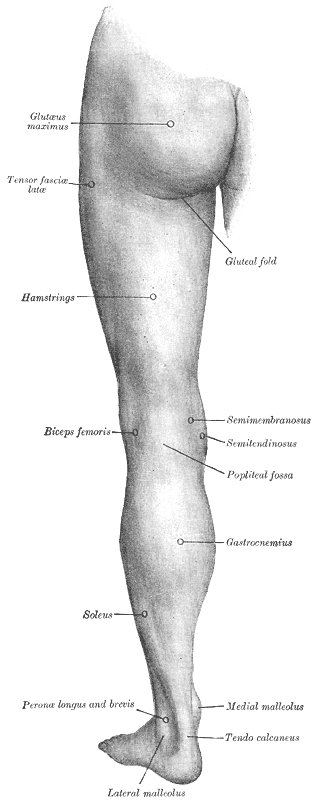 Glutæus
maximus
Tensor fasciæ
latæ
Gluteal fold
Hamstrings
Semimembranosus
Biceps femoris
Semitendinosus
Popliteal fossa
Gastrocnemius
Soleus
Peronæ longus and brevis
Medial malleolus
Tendo calcaneus
Lateral malleolus